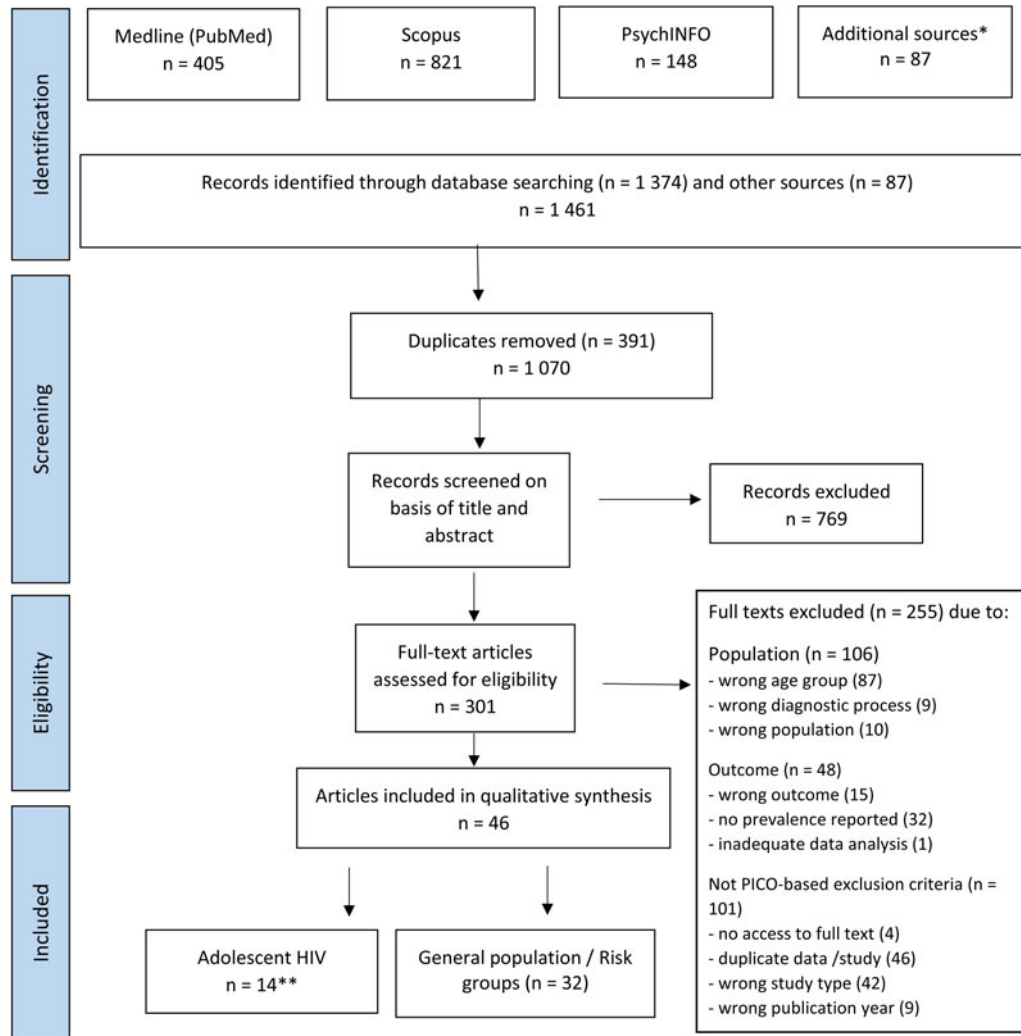 Identification
Medline (PubMed)
n = 405
Scopus
n = 821
PsychINFO
n = 148
Additional sources*
n = 87
Records identified through database searching (n = 1 374) and other sources (n = 87)
n = 1 461
Screening
Duplicates removed (n = 391)
n = 1 070
Records screened on
basis of title and
abstract
Records excluded
n = 769
Eligibility
Full-text articles
assessed for eligibility
n = 301
Full texts excluded (n = 255) due to:
Population (n = 106)
- wrong age group (87)
- wrong diagnostic process (9)
- wrong population (10)
Outcome (n = 48)
- wrong outcome (15)
- no prevalence reported (32)
- inadequate data analysis (1)
Not PICO-based exclusion criteria (n =
101)
- no access to full text (4)
- duplicate data /study (46)
- wrong study type (42)
- wrong publication year (9)
Articles included in qualitative synthesis
n = 46
Included
Adolescent HIV
n = 14**
General population / Risk
groups (n = 32)